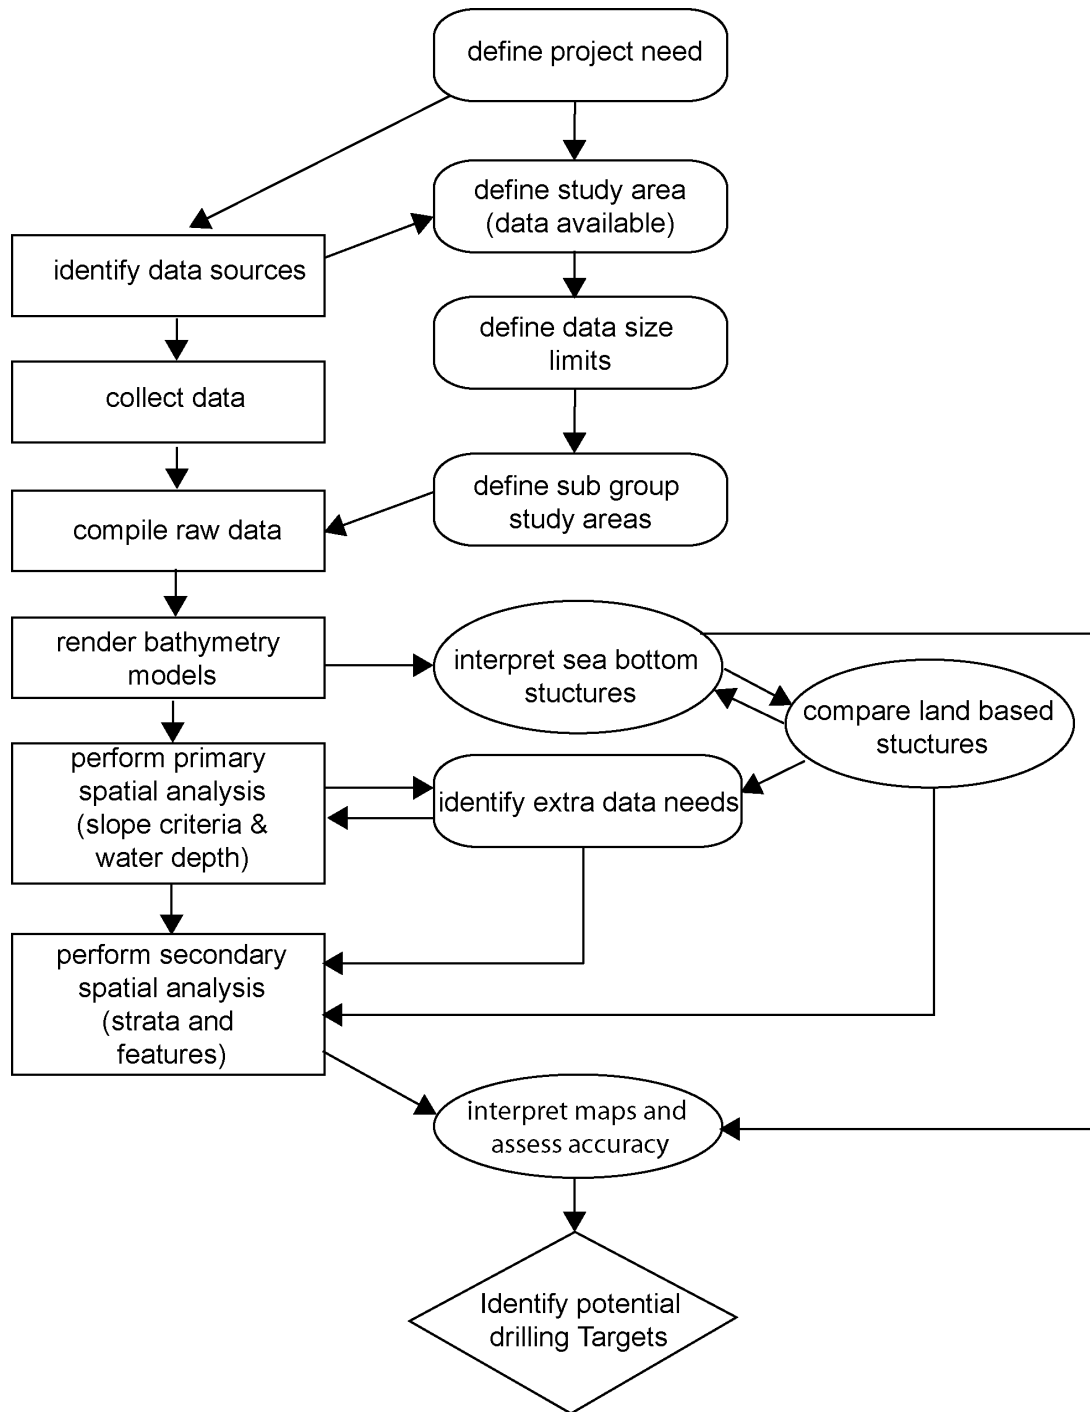 define project need
define study area
(data available)
identify data sources
define data size
limits
collect data
define sub group
study areas
compile raw data
render bathymetry
models
interpret sea bottom
stuctures
compare land based
stuctures
perform primary
spatial analysis
(slope criteria &
water depth)
identify extra data needs
perform secondary
spatial analysis
(strata and
features)
interpret maps and
assess accuracy
Identify potential
drilling Targets